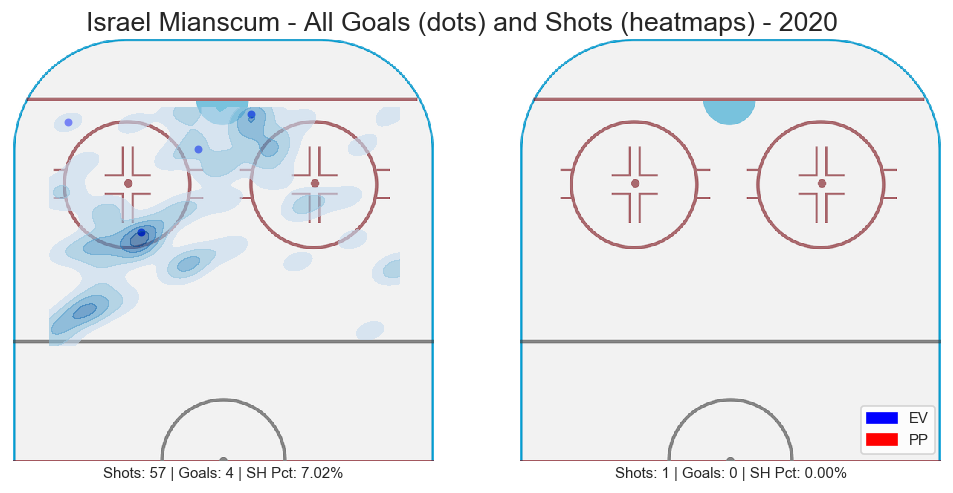 Israel Mianscum - All Goals (dots) and Shots (heatmaps) - 2020
EV
PP
Shots: 57 | Goals: 4 | SH Pct: 7.02%
Shots: 1 | Goals: 0 | SH Pct: 0.00%